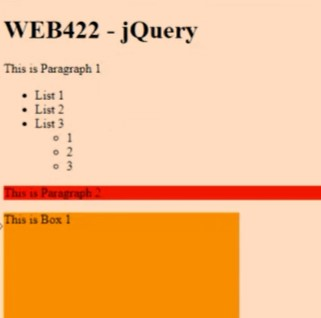 WEB422 - jQuery
This is Paragraph 1
List 1
List 2
List 3
1
2
3
This is Paragraph 2
This is Box 1